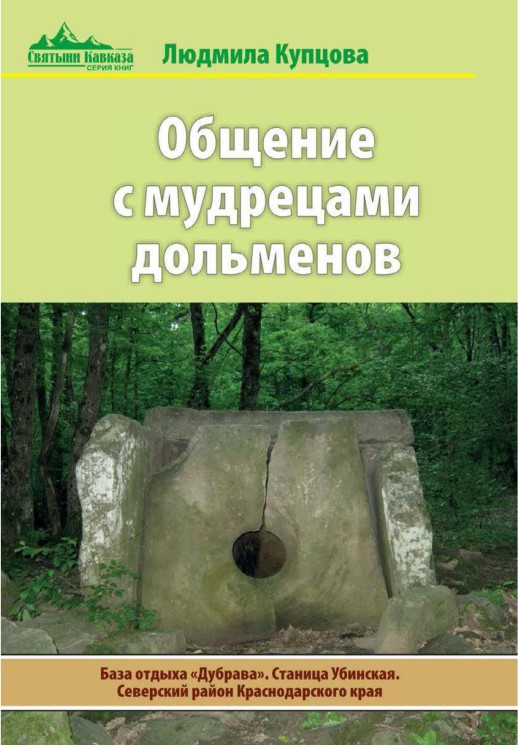 Святыни Кавказа
СЕРИЯ КНИГ
Людмила Купцова
Общение
с мудрецами
дольменов
База отдыха «Дубрава». Станица Убинская.
Северский район Краснодарского края